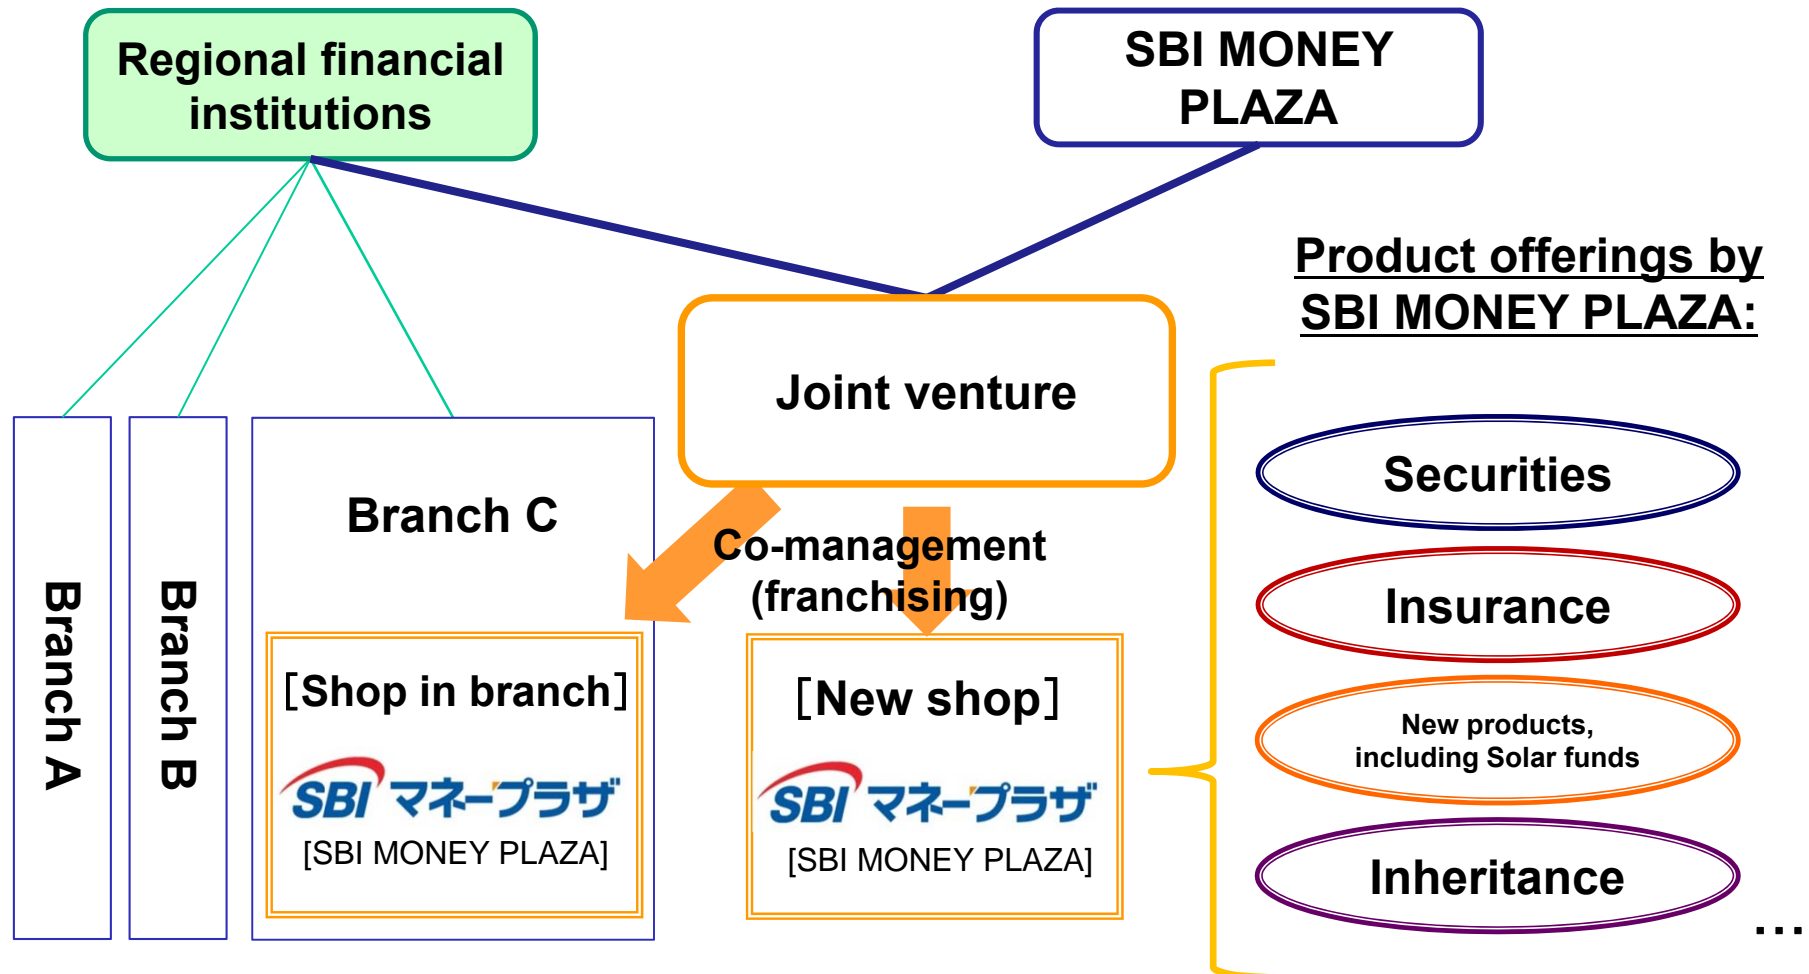 Regional financial
institutions
SBI MONEY
PLAZA
Product offerings by
SBI MONEY PLAZA:
Joint venture
Branch A
Branch B
Branch C
Co-management
(franchising)
[Shop in branch]
SBI マネープラザ
[SBI MONEY PLAZA]
[New shop]
SBI マネープラザ
[SBI MONEY PLAZA]
Securities
Insurance
New products,
including Solar funds
Inheritance
…